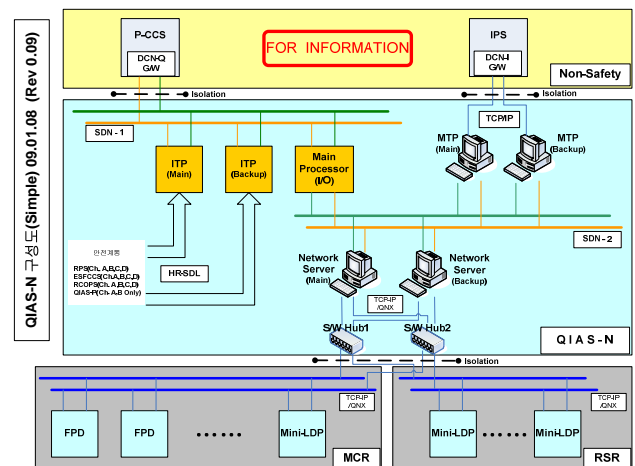 QIAS-N 구성도(Simple) 09.01.08 (Rev 0.09)
P-CCS
DCN-Q
G/W
FOR INFORMATION
IPS
DCN-I
G/W
Non-Safety
Isolation
Isolation
SDN-1
TCP/IP
ITP
(Main)
ITP
(Backup)
Main
Processor
(I/O)
MTP
(Main)
MTP
(Backup)
SDN-2
안전계통
RPS(Ch. A,B,C,D)
ESFCCS(Ch.A,B,C,D)
RCOPS(Ch. A,B,C,D)
QIAS-P(Ch. A.B Only)
HR-SDL
Network
Server
(Main)
Network
Server
(Backup)
TCP-IP
/QNX
S/W Hub1
S/W Hub2
QIAS-N
Isolation
TCP-IP
/QNX
TCP-IP
/QNX
FPD
FPD
......
Mini-LDP
MCR
Mini-LDP
......
Mini-LDP
RSR